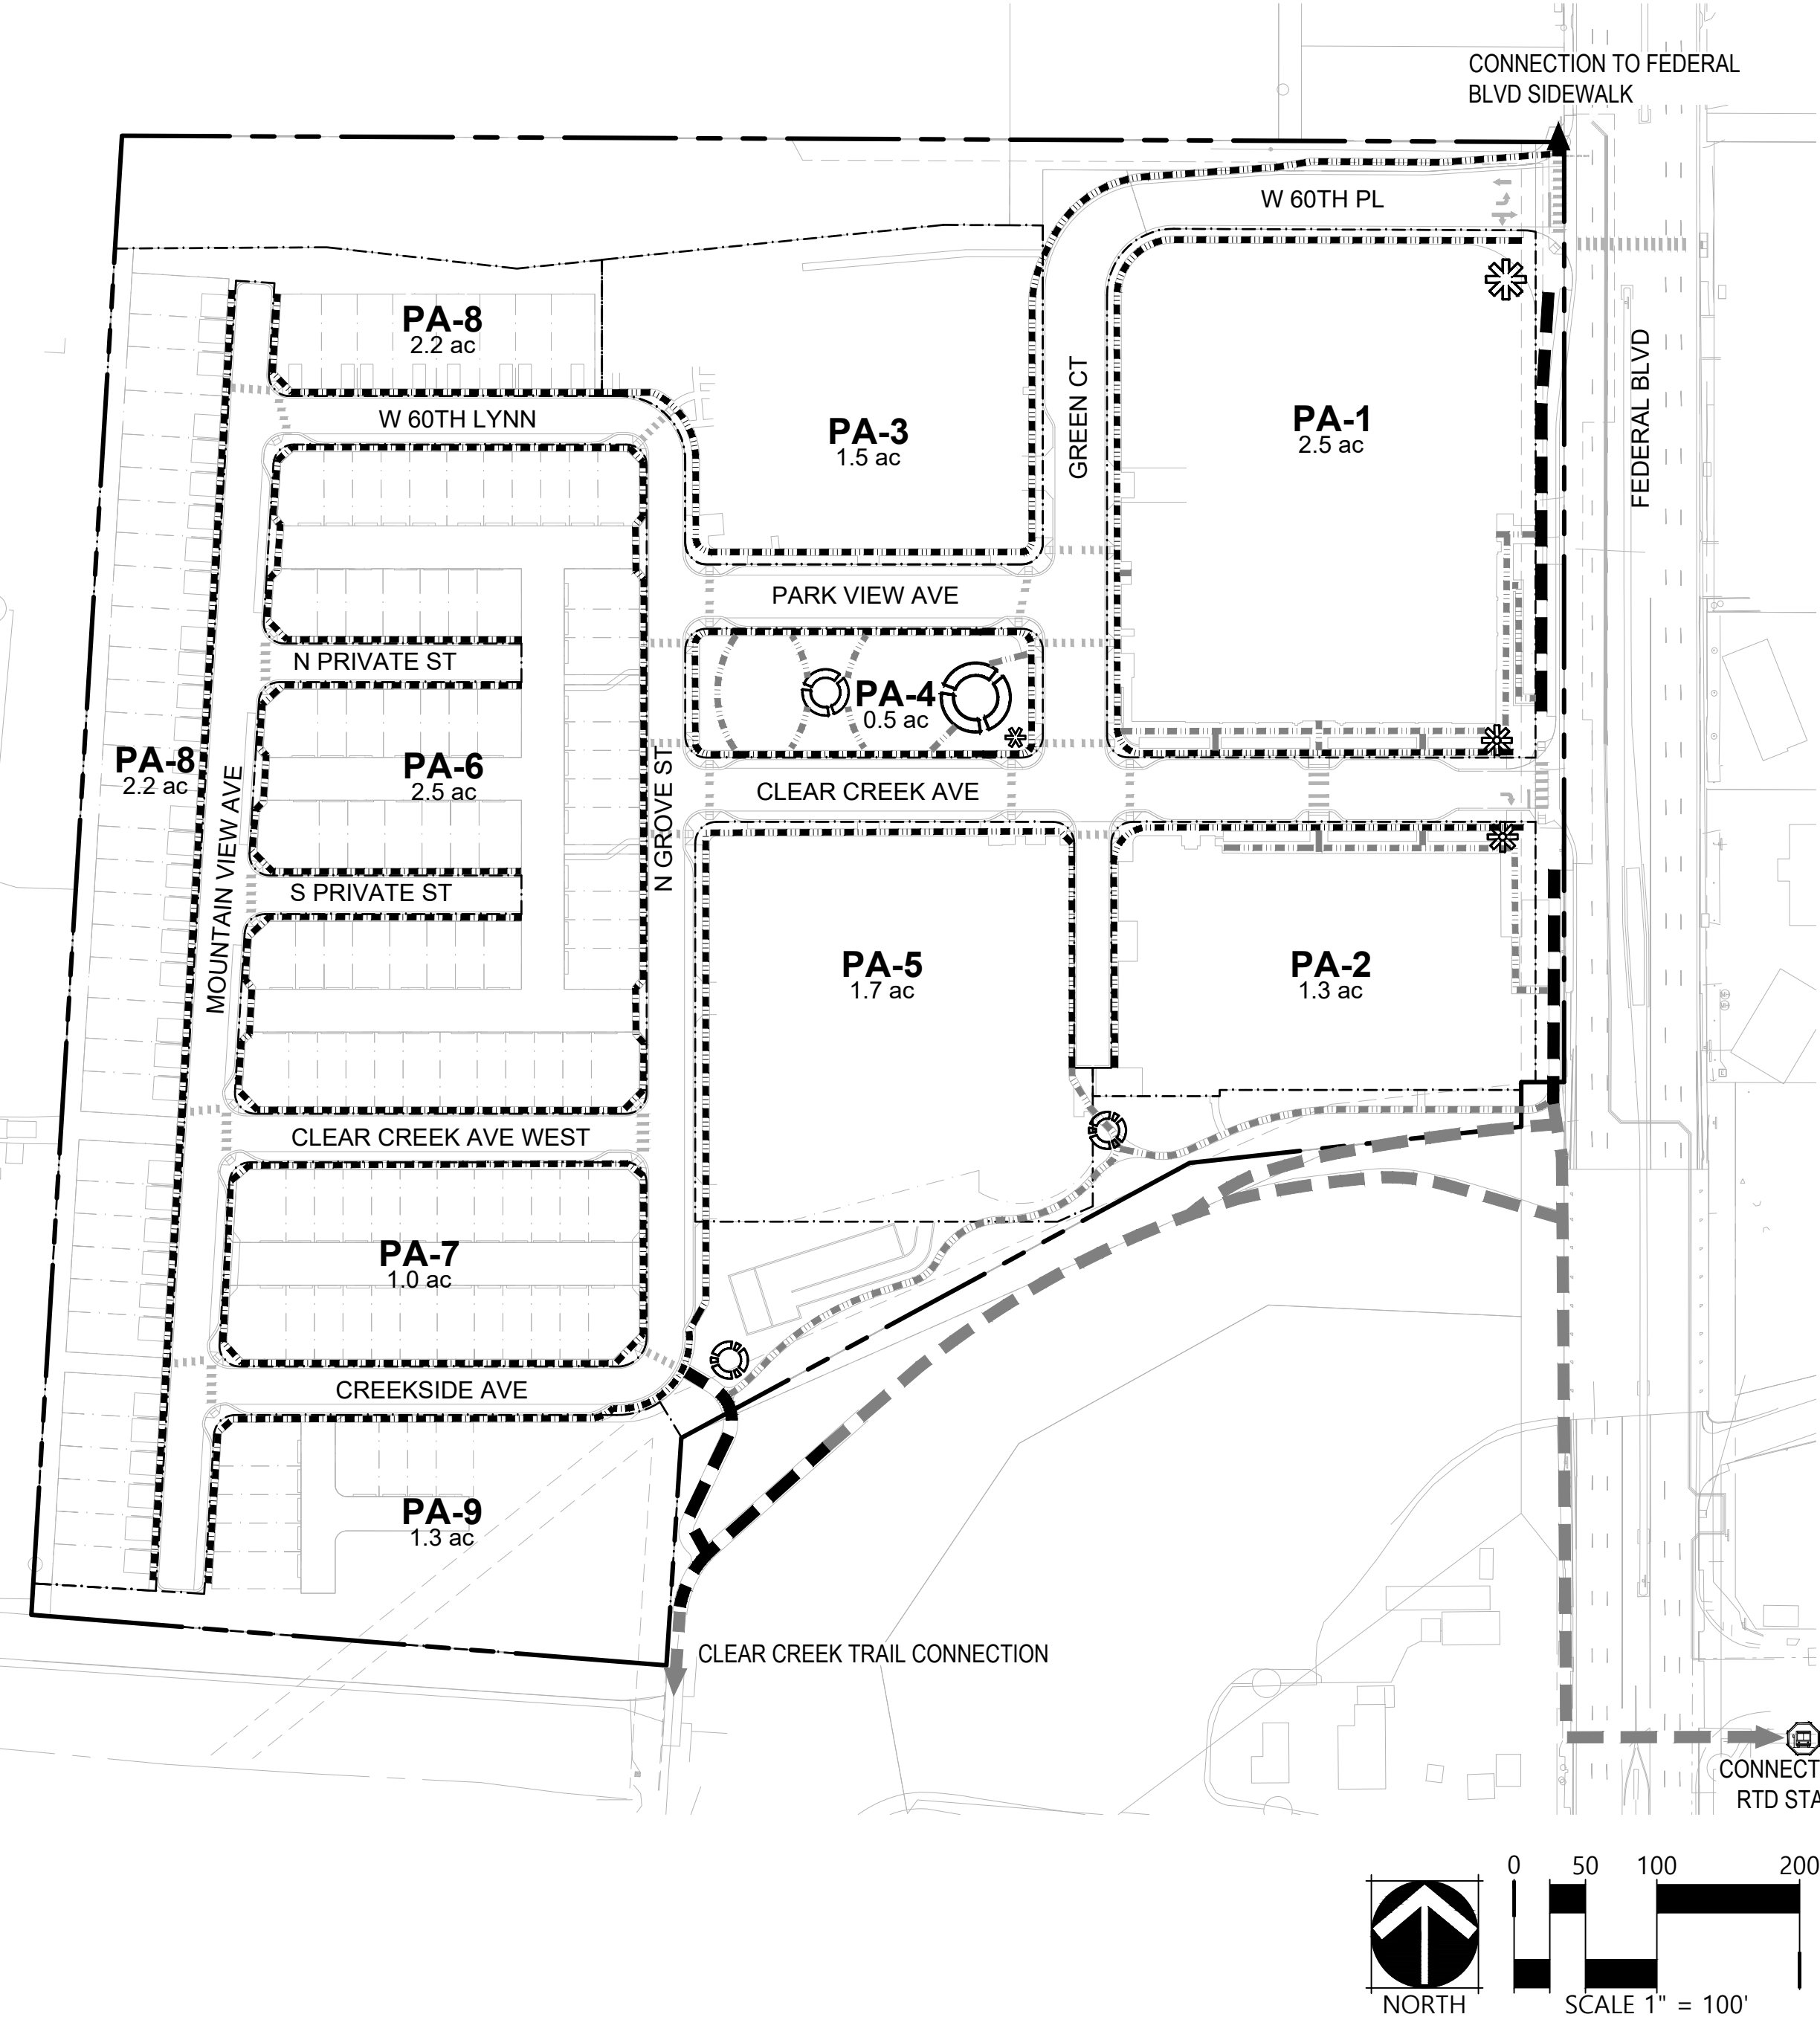 CONNECTION TO FEDERAL
BLVD SIDEWALK
W 60TH PL
PA-8
2.2 ac
W 60TH LYNN
PA-3
1.5 ac
GREEN CT
PA-1
2.5 ac
FEDERAL BLVD
PARK VIEW AVE
N PRIVATE ST
PA-4
0.5 ac
PA-8
2.2 ac
MOUNTAIN VIEW AVE
PA-6
2.5 ac
N GROVE ST
CLEAR CREEK AVE
S PRIVATE ST
PA-5
1.7 ac
PA-2
1.3 ac
CLEAR CREEK AVE WEST
PA-7
1.0 ac
CREEKSIDE AVE
PA-9
1.3 ac
CLEAR CREEK TRAIL CONNECTION
CONNECT
RTD STA
0 50 100 200
NORTH
SCALE 1" = 100'